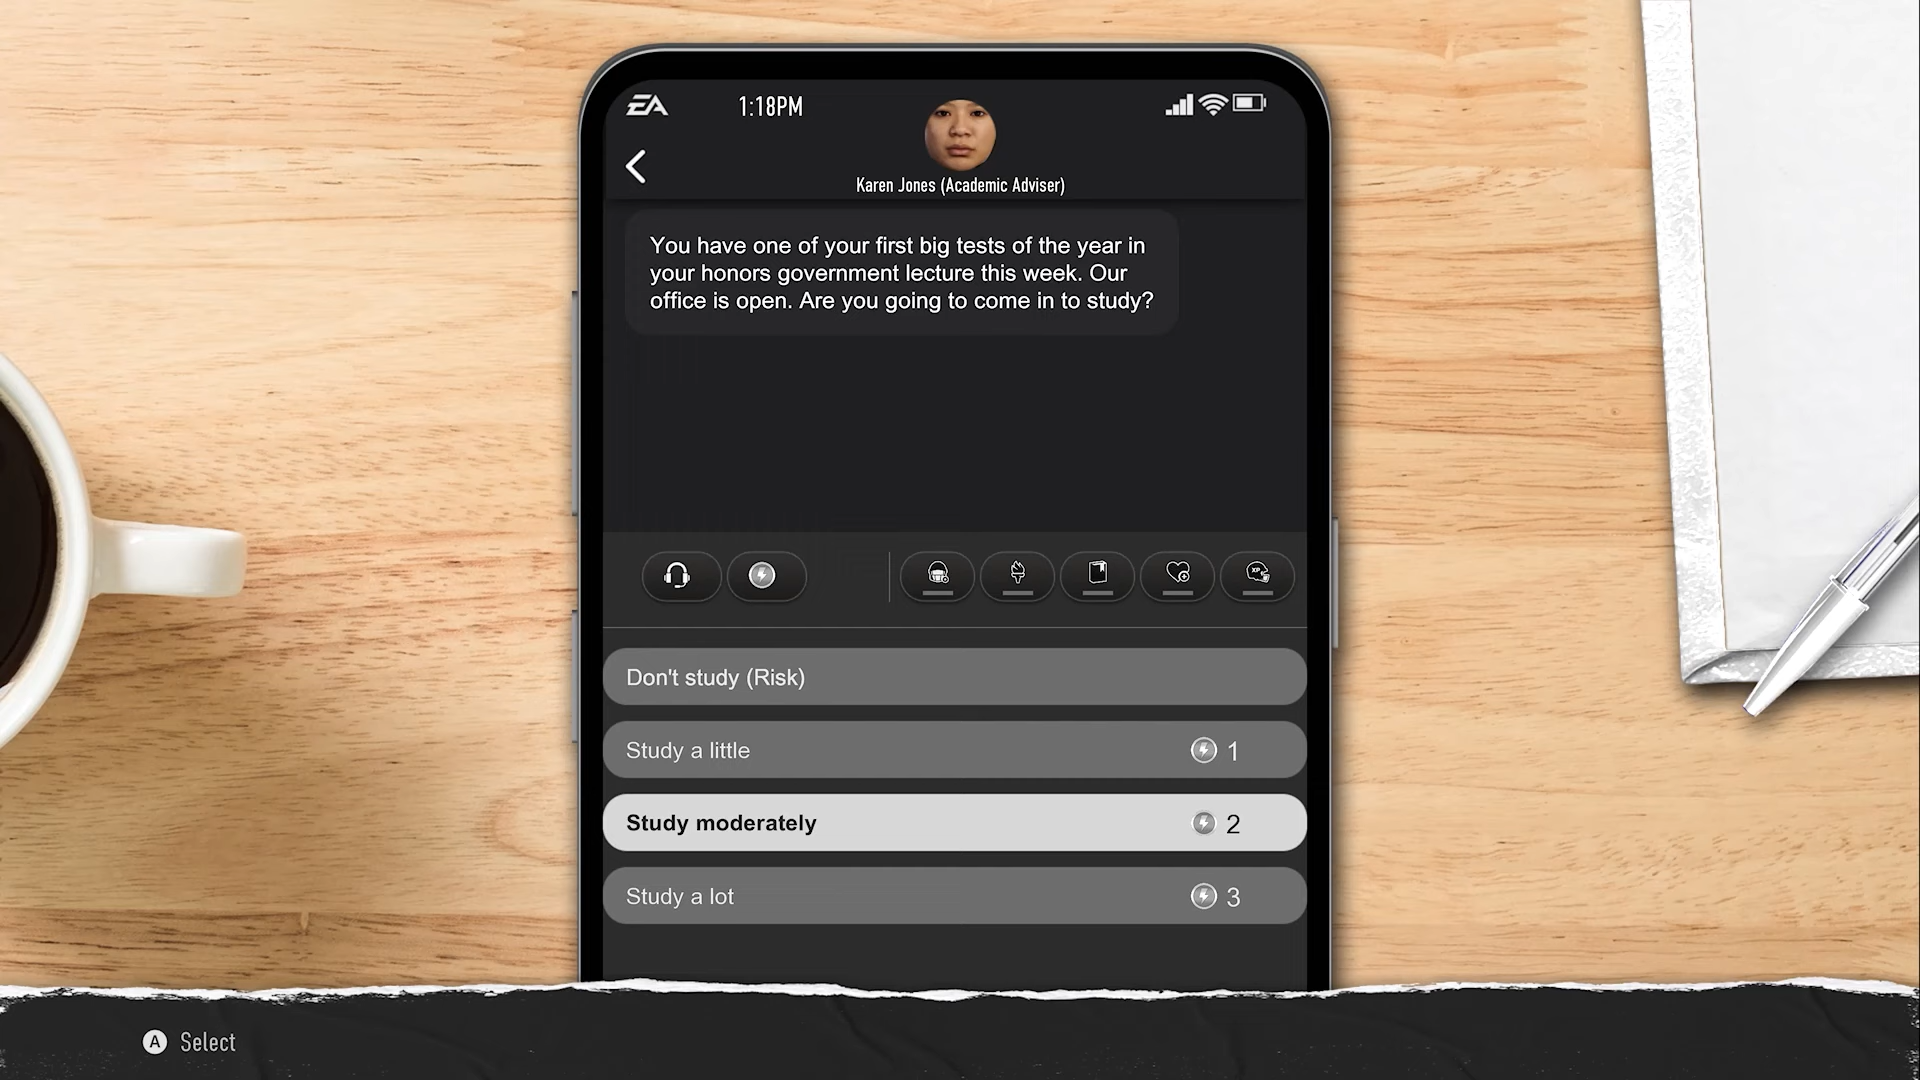 EA
1:18PM
Karen Jones (Academic Adviser)
You have one of your first big tests of the year in
your honors government lecture this week. Our
office is open. Are you going to come in to study?
XP
Don't study (Risk)
Study a little 1
Study moderately 2
Study a lot 3
A Select